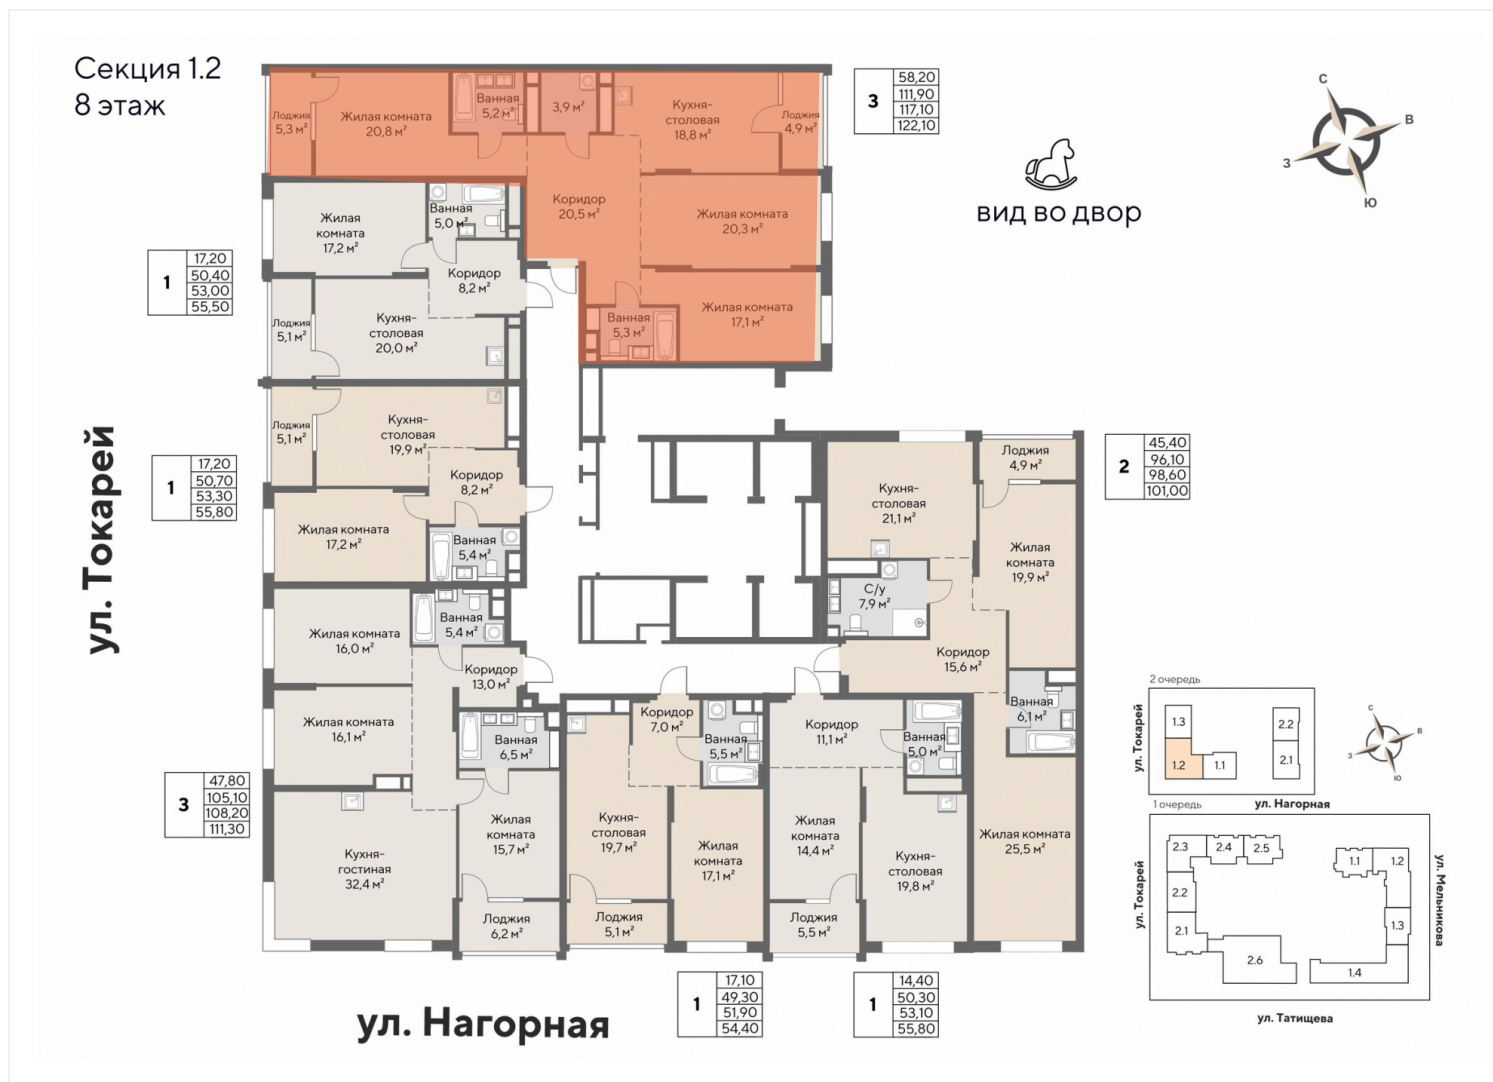 Секция 1.2
8 этаж
Лоджия
5,3 м²
Жилая комната
20,8 м²
Ванная
5,2 м²
3,9 м²
Кухня-
столовая
18,8 м²
Лоджия
4,9 м²
Коридор
20,5 м²
Жилая комната
20,3 м²
Жилая комната
17,1 м²
Ванная
5,3 м²
3
58,20
111,90
117,10
122,10
вид во двор
С
В
З
Ю
Жилая
комната
17,2 м²
Ванная
5,0 м²
Коридор
8,2 м²
Лоджия
5,1 м²
Кухня-
столовая
20,0 м²
1
17,20
50,40
53,00
55,50
Лоджия
5,1 м²
Кухня-
столовая
19,9 м²
Коридор
8,2 м²
Жилая комната
17,2 м²
Ванная
5,4 м²
1
17,20
50,70
53,30
55,80
ул. Токарей
Жилая комната
16,0 м²
Ванная
5,4 м²
Коридор
13,0 м²
Жилая комната
16,1 м²
Ванная
6,5 м²
Кухня-
гостиная
32,4 м²
Жилая
комната
15,7 м²
Лоджия
6,2 м²
3
47,80
105,10
108,20
111,30
Коридор
7,0 м²
Ванная
5,5 м²
Кухня-
столовая
19,7 м²
Жилая
комната
17,1 м²
Лоджия
5,1 м²
1
17,10
49,30
51,90
54,40
Коридор
11,1 м²
Ванная
5,0 м²
Жилая
комната
14,4 м²
Кухня-
столовая
19,8 м²
Лоджия
5,5 м²
1
14,40
50,30
53,10
55,80
Кухня-
столовая
21,1 м²
Лоджия
4,9 м²
Жилая
комната
19,9 м²
С/у
7,9 м²
Коридор
15,6 м²
Ванная
6,1 м²
Жилая комната
25,5 м²
2
45,40
96,10
98,60
101,00
ул. Нагорная
2 очередь
ул. Токарей
1.3
1.2
1.1
2.2
2.1
ул. Нагорная
С
В
З
Ю
1 очередь
ул. Токарей
2.3
2.4
2.5
2.2
2.1
2.6
1.1
1.2
1.3
1.4
ул. Мельникова
ул. Татищева